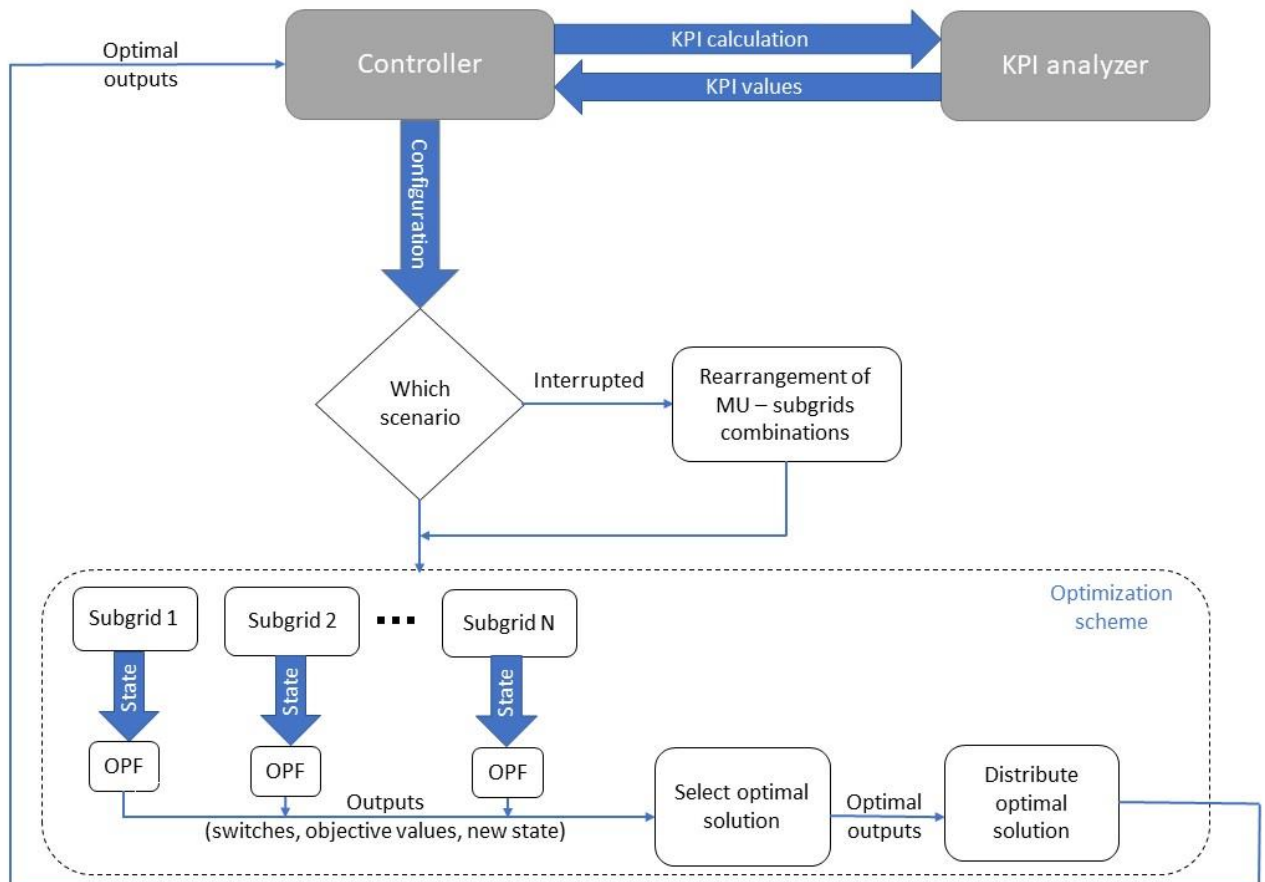 Optimal
outputs
Controller
KPI calculation
KPI values
KPI analyzer
Configuration
Which
scenario
Interrupted
Rearrangement of
MU – subgrids
combinations
Optimization
scheme
Subgrid 1
Subgrid 2
...
Subgrid N
State
State
State
OPF
OPF
OPF
Outputs
(switches, objective values, new state)
Select optimal
solution
Optimal
outputs
Distribute
optimal
solution